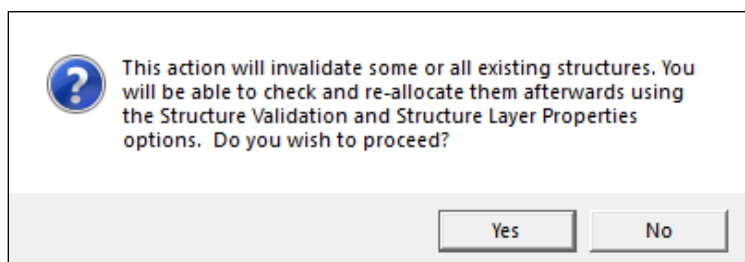 This action will invalidate some or all existing structures. You
will be able to check and re-allocate them afterwards using
the Structure Validation and Structure Layer Properties
options.  Do you wish to proceed?
Yes
No